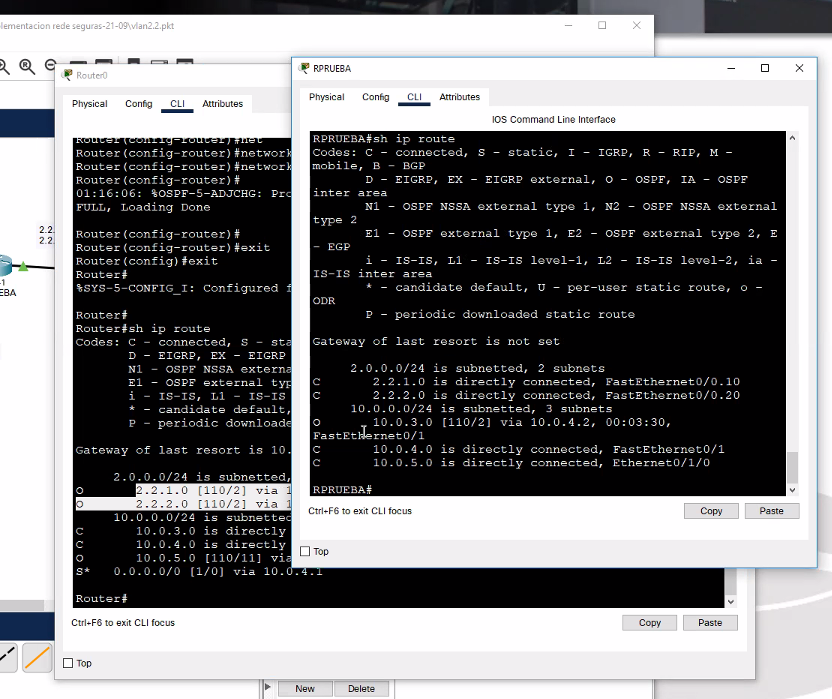 plementacion rede seguras-21-09\vlan2.2.pkt
Router0
Physical Config CLI Attributes
Router(config-router)#net
Router(config-router)#network
Router(config-router)#network
Router(config-router)#
01:16:06: %OSPF-5-ADJCHG: Pro
FULL, Loading Done
Router(config-router)#
Router(config-router)#exit
Router(config)#exit
Router#
%SYS-5-CONFIG_I: Configured f
Router#
Router#sh ip route
Codes: C - connected, S - sta
D - EIGRP, EX - EIGRP
N1 - OSPF NSSA externa
E1 - OSPF external typ
i - IS-IS, L1 - IS-IS
* - candidate default,
P - periodic downloade
Gateway of last resort is 10.
2.0.0.0/24 is subnetted,
O 2.2.1.0 [110/2] via 1
O 2.2.2.0 [110/2] via 1
10.0.0.0/24 is subnetted
C 10.0.3.0 is directly
C 10.0.4.0 is directly
O 10.0.5.0 [110/11] via
S* 0.0.0.0/0 [1/0] via 10.0.4.1
Router#
Ctrl+F6 to exit CLI focus
Copy Paste
Top
New Delete
2.2
2.2.
-1
EBA
RPRUEBA
Physical Config CLI Attributes
IOS Command Line Interface
RPRUEBA#sh ip route
Codes: C - connected, S - static, I - IGRP, R - RIP, M -
mobile, B - BGP
D - EIGRP, EX - EIGRP external, O - OSPF, IA - OSPF
inter area
N1 - OSPF NSSA external type 1, N2 - OSPF NSSA external
type 2
E1 - OSPF external type 1, E2 - OSPF external type 2, E
- EGP
i - IS-IS, L1 - IS-IS level-1, L2 - IS-IS level-2, ia -
IS-IS inter area
* - candidate default, U - per-user static route, o -
ODR
P - periodic downloaded static route
Gateway of last resort is not set
2.0.0.0/24 is subnetted, 2 subnets
C 2.2.1.0 is directly connected, FastEthernet0/0.10
C 2.2.2.0 is directly connected, FastEthernet0/0.20
10.0.0.0/24 is subnetted, 3 subnets
O 10.0.3.0 [110/2] via 10.0.4.2, 00:03:30,
FastEthernet0/1
C 10.0.4.0 is directly connected, FastEthernet0/1
C 10.0.5.0 is directly connected, Ethernet0/1/0
RPRUEBA#
Ctrl+F6 to exit CLI focus
Copy Paste
Top